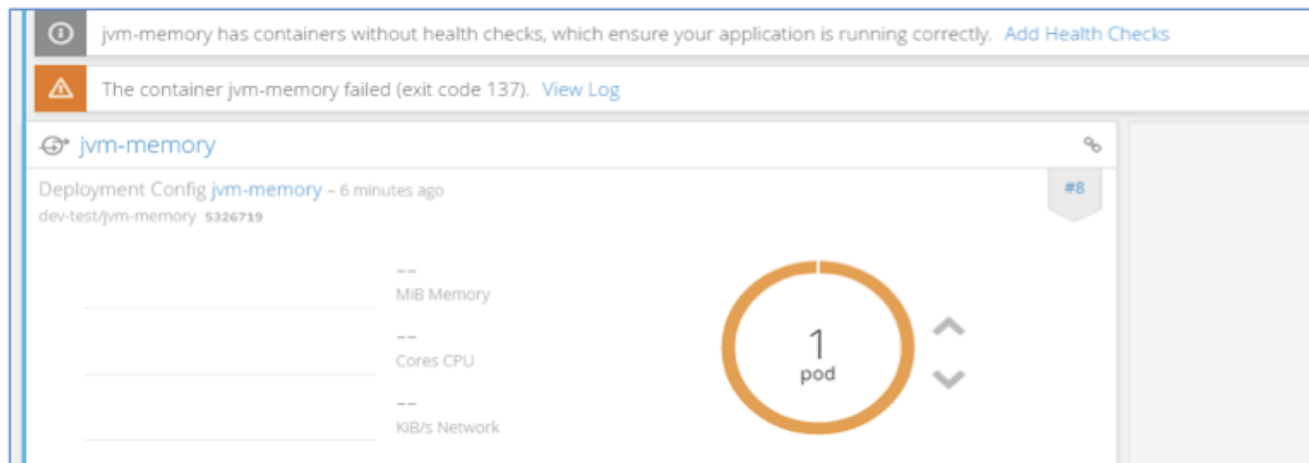 jvm-memory has containers without health checks, which ensure your application is running correctly. Add Health Checks
The container jvm-memory failed (exit code 137). View Log
jvm-memory
Deployment Config jvm-memory – 6 minutes ago
#8
dev-test/jvm-memory 5326719
--
MiB Memory
--
Cores CPU
--
KiB/s Network
1
pod